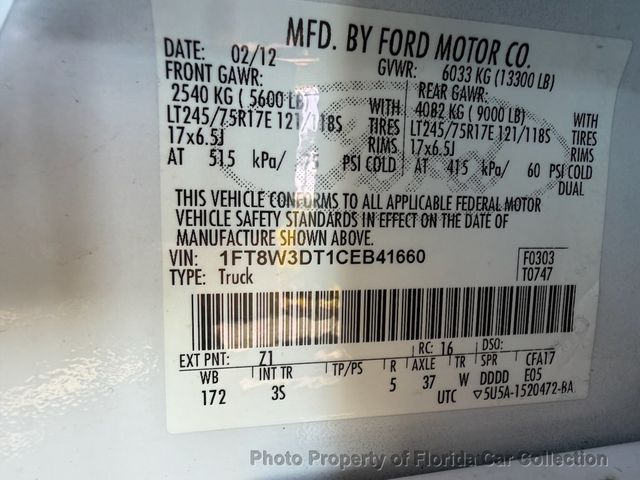 MFD. BY FORD MOTOR CO.
DATE: 02/12 GVWR: 6033 KG (13300 LB)
FRONT GAWR: REAR GAWR:
2540 KG ( 5600 LB) WITH 4082 KG ( 9000 LB) WITH
LT245/75R17E 121/118S TIRES LT245/75R17E 121/118S TIRES
17x6.5J RIMS 17x6.5J RIMS
AT 515 kPa/ 75 PSI COLD AT 415 kPa/ 60 PSI COLD
DUAL
THIS VEHICLE CONFORMS TO ALL APPLICABLE FEDERAL MOTOR
VEHICLE SAFETY STANDARDS IN EFFECT ON THE DATE OF
MANUFACTURE SHOWN ABOVE.
VIN: 1FT8W3DT1CEB41660 F0303
TYPE: Truck T0747
EXT PNT: Z1 RC: 16 DSO:
WB INT TR TP/PS R AXLE TR SPR CFA17
172 3S 5 37 W DDDD E05
UTC ▽5U5A-1520472-BA
Photo Property of Florida Car Collection